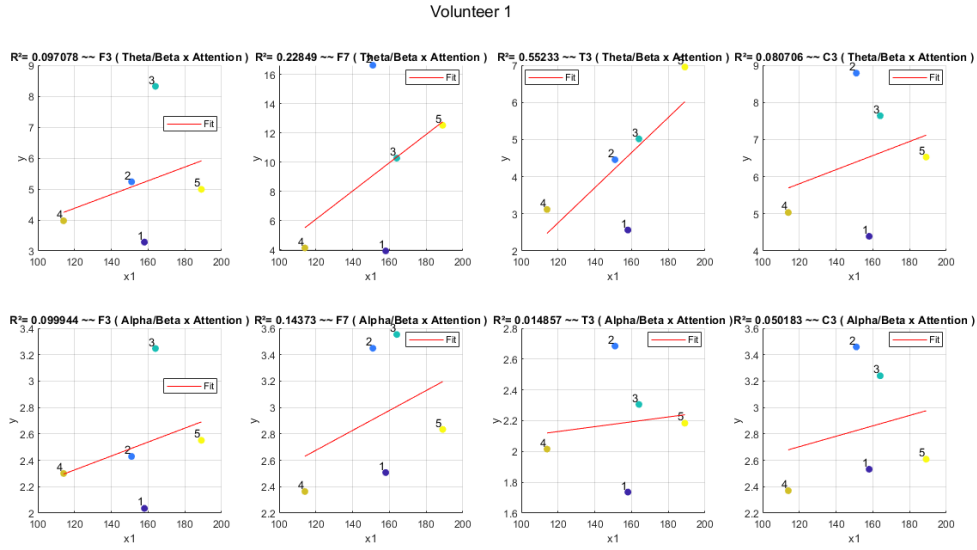 Volunteer 1
R²= 0.097078 ~~ F3 ( Theta/Beta x Attention )
R²= 0.22849 ~~ F7 ( Theta/Beta x Attention )
R²= 0.55233 ~~ T3 ( Theta/Beta x Attention )
R²= 0.080706 ~~ C3 ( Theta/Beta x Attention )
9
8
7
6
5
4
3
y
3
2
5
4
1
Fit
100 120 140 160 180 200
x1
16
14
12
10
8
6
4
y
2
5
3
4
1
Fit
100 120 140 160 180 200
x1
7
6
5
4
3
2
y
5
3
2
4
1
Fit
100 120 140 160 180 200
x1
9
8
7
6
5
4
y
2
3
5
4
1
Fit
100 120 140 160 180 200
x1
R²= 0.099944 ~~ F3 ( Alpha/Beta x Attention )
R²= 0.14373 ~~ F7 ( Alpha/Beta x Attention )
R²= 0.014857 ~~ T3 ( Alpha/Beta x Attention )
R²= 0.050183 ~~ C3 ( Alpha/Beta x Attention )
3.4
3.2
3
2.8
2.6
2.4
2.2
2
y
3
5
2
4
1
Fit
100 120 140 160 180 200
x1
3.6
3.4
3.2
3
2.8
2.6
2.4
2.2
y
3
2
5
1
4
Fit
100 120 140 160 180 200
x1
2.8
2.6
2.4
2.2
2
1.8
1.6
y
2
3
5
4
1
Fit
100 120 140 160 180 200
x1
3.6
3.4
3.2
3
2.8
2.6
2.4
2.2
y
2
3
5
1
4
Fit
100 120 140 160 180 200
x1